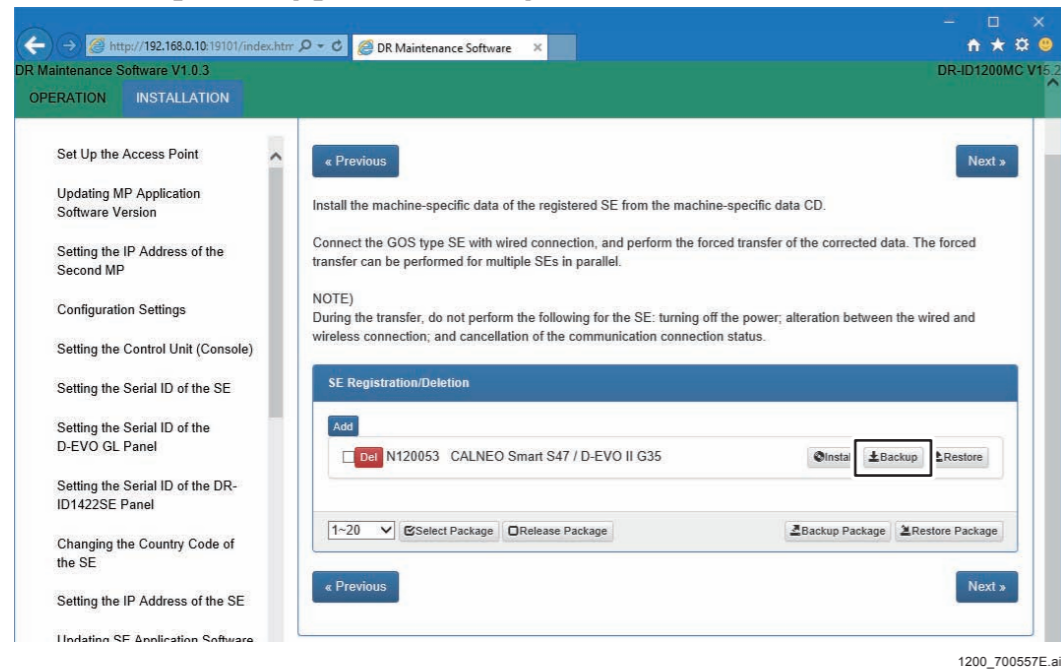 http://192.168.0.10:19101/index.htm
DR Maintenance Software
DR Maintenance Software V1.0.3
DR-ID1200MC V15.2
OPERATION
INSTALLATION
Set Up the Access Point
Updating MP Application
Software Version
Setting the IP Address of the
Second MP
Configuration Settings
Setting the Control Unit (Console)
Setting the Serial ID of the SE
Setting the Serial ID of the
D-EVO GL Panel
Setting the Serial ID of the DR-
ID1422SE Panel
Changing the Country Code of
the SE
Setting the IP Address of the SE
Updating SE Application Software
« Previous
Next »
Install the machine-specific data of the registered SE from the machine-specific data CD.
Connect the GOS type SE with wired connection, and perform the forced transfer of the corrected data. The forced
transfer can be performed for multiple SEs in parallel.
NOTE)
During the transfer, do not perform the following for the SE: turning off the power; alteration between the wired and
wireless connection; and cancellation of the communication connection status.
SE Registration/Deletion
Add
Del N120053 CALNEO Smart S47 / D-EVO II G35
Instal
Backup
Restore
1~20
Select Package
Release Package
Backup Package
Restore Package
« Previous
Next »
1200_700557E.ai